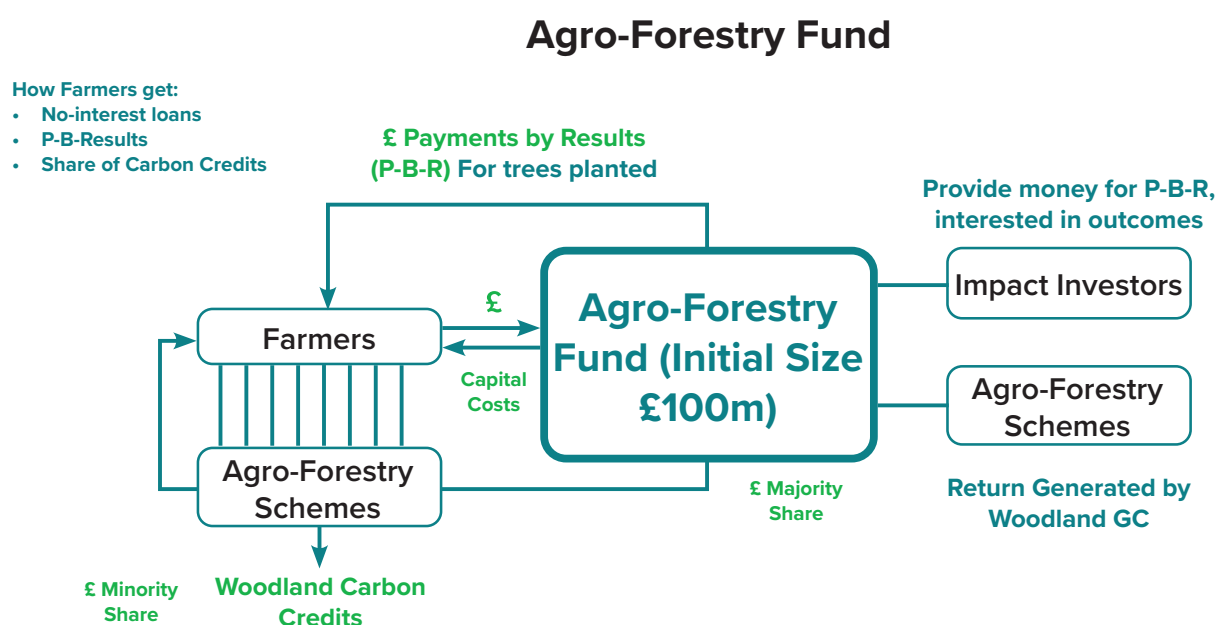 Agro-Forestry Fund
How Farmers get:
• No-interest loans
• P-B-Results
• Share of Carbon Credits
£ Payments by Results
(P-B-R) For trees planted
Provide money for P-B-R,
interested in outcomes
Impact Investors
£
Agro-Forestry
Fund (Initial Size
£100m)
Farmers
Capital
Costs
Agro-Forestry
Schemes
Agro-Forestry
Schemes
£ Majority
Share
Return Generated by
Woodland GC
£ Minority
Share
Woodland Carbon
Credits